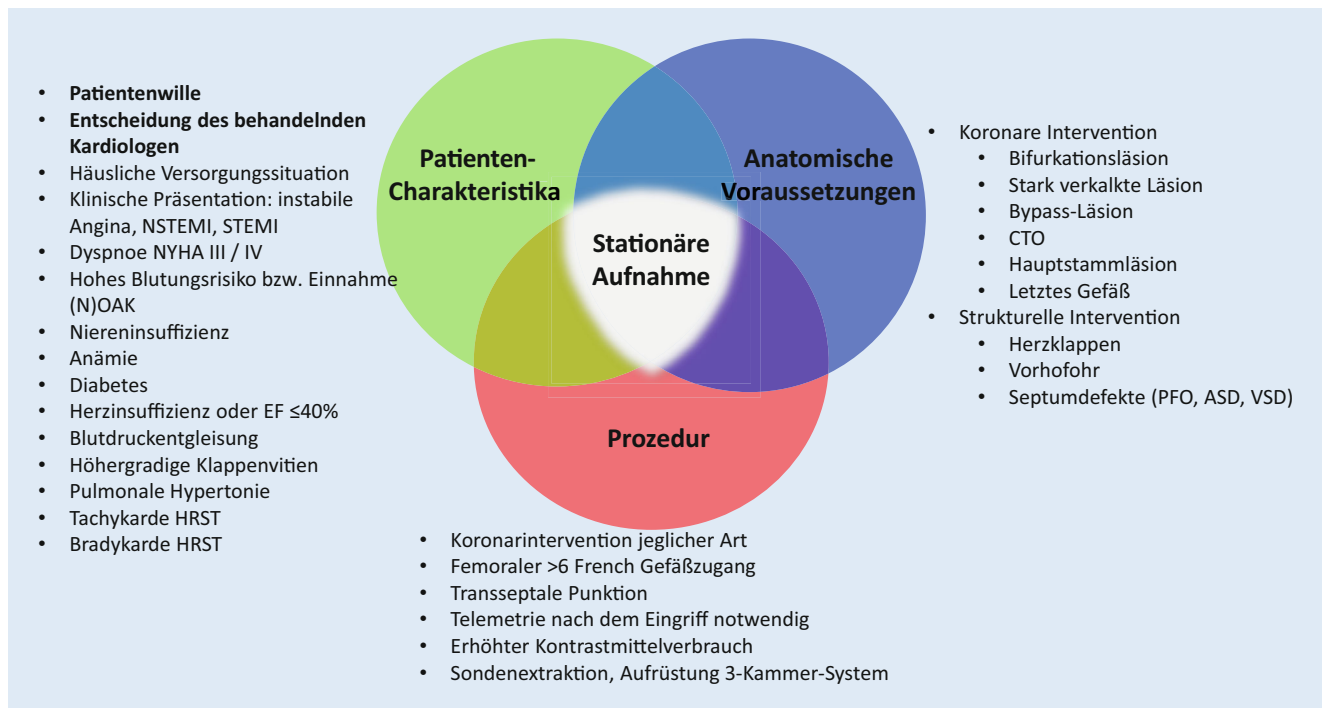 • Patientenwille
• Entscheidung des behandelnden
Kardiologen
• Häusliche Versorgungssituation
• Klinische Präsentation: instabile
Angina, NSTEMI, STEMI
• Dyspnoe NYHA III / IV
• Hohes Blutungsrisiko bzw. Einnahme
(N)OAK
• Niereninsuffizienz
• Anämie
• Diabetes
• Herzinsuffizienz oder EF ≤40%
• Blutdruckentgleisung
• Höhergradige Klappenvitien
• Pulmonale Hypertonie
• Tachykarde HRST
• Bradykarde HRST
Patienten-
Charakteristika
Anatomische
Voraussetzungen
Stationäre
Aufnahme
Prozedur
• Koronare Intervention
• Bifurkationsläsion
• Stark verkalkte Läsion
• Bypass-Läsion
• CTO
• Hauptstammläsion
• Letztes Gefäß
• Strukturelle Intervention
• Herzklappen
• Vorhofohr
• Septumdefekte (PFO, ASD, VSD)
• Koronarintervention jeglicher Art
• Femoraler >6 French Gefäßzugang
• Transseptale Punktion
• Telemetrie nach dem Eingriff notwendig
• Erhöhter Kontrastmittelverbrauch
• Sondenextraktion, Aufrüstung 3-Kammer-System